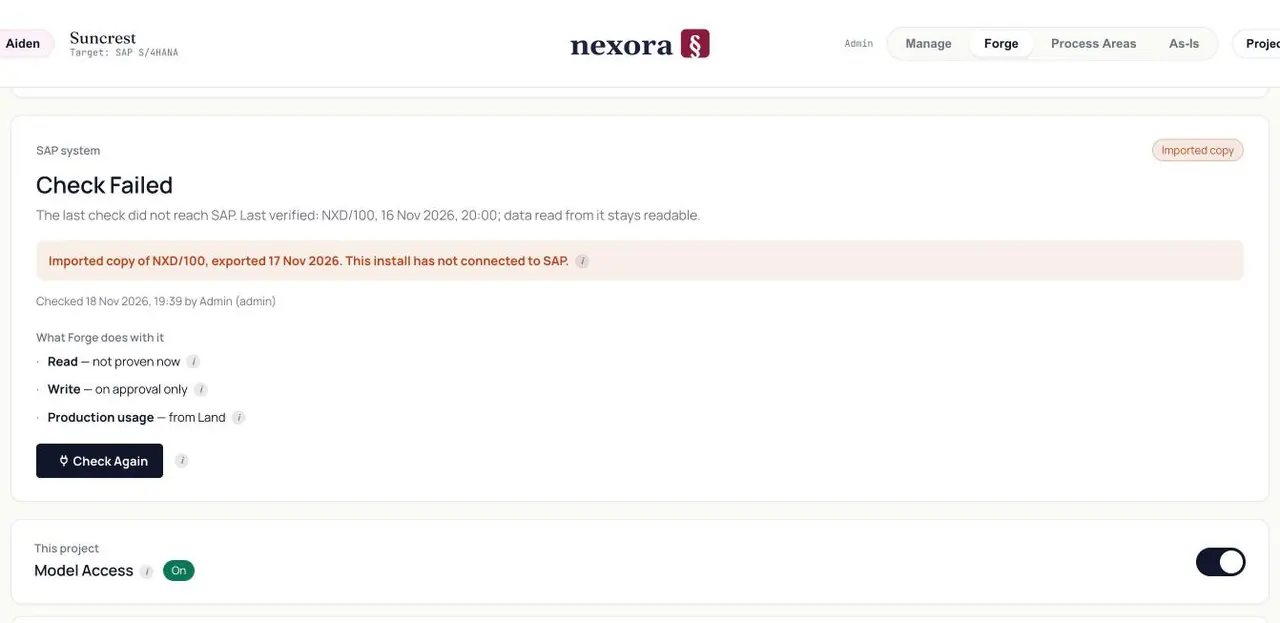 Aiden
Suncrest
Target: SAP S/4HANA
nexora §
Admin
Manage
Forge
Process Areas
As-Is
Projec
SAP system
Imported copy
Check Failed
The last check did not reach SAP. Last verified: NXD/100, 16 Nov 2026, 20:00; data read from it stays readable.
Imported copy of NXD/100, exported 17 Nov 2026. This install has not connected to SAP. i
Checked 18 Nov 2026, 19:39 by Admin (admin)
What Forge does with it
· Read — not proven now i
· Write — on approval only i
· Production usage — from Land i
Check Again i
This project
Model Access i On